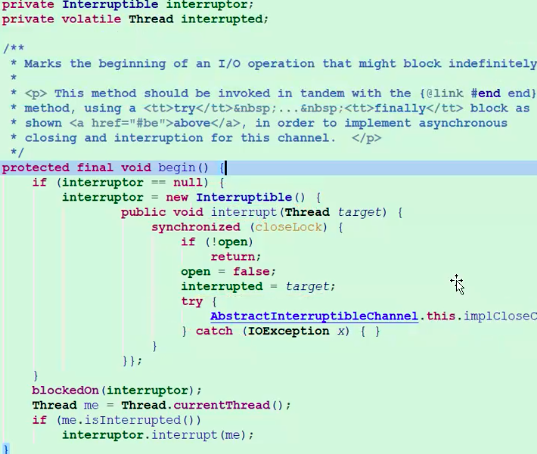 private Interruptible interruptor;
private volatile Thread interrupted;
/**
* Marks the beginning of an I/O operation that might block indefinitely
*
* <p> This method should be invoked in tandem with the {@link #end end}
* method, using a <tt>try</tt>&nbsp;...&nbsp;<tt>finally</tt> block as
* shown <a href="#be">above</a>, in order to implement asynchronous
* closing and interruption for this channel.  </p>
*/
protected final void begin() {
if (interruptor == null) {
interruptor = new Interruptible() {
public void interrupt(Thread target) {
synchronized (closeLock) {
if (!open)
return;
open = false;
interrupted = target;
try {
AbstractInterruptibleChannel.this.implCloseC
} catch (IOException x) { }
}
}};
}
blockedOn(interruptor);
Thread me = Thread.currentThread();
if (me.isInterrupted())
interruptor.interrupt(me);
}